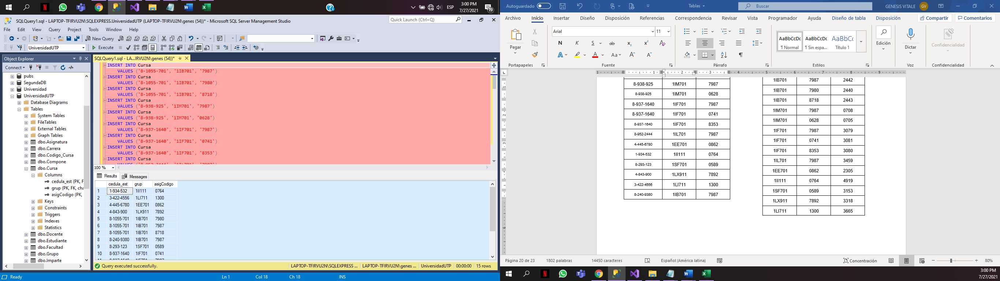 3:00 PM
ESP
7/27/2021
19
SQLQuery1.sql - LAPTOP-TFIRVU2N\SQLEXPRESS.UniversidadUTP (LAPTOP-TFIRVU2N\genes (54))* - Microsoft SQL Server Management Studio
Quick Launch (Ctrl+Q)
File Edit View Query Project Tools Window Help
New Query
UniversidadUTP
Execute
Object Explorer
Connect
pubs
SegundaDB
Universidad
UniversidadUTP
Database Diagrams
Tables
System Tables
FileTables
External Tables
Graph Tables
dbo.Asignatura
dbo.Carrera
dbo.Codigo_Cursa
dbo.Compone
dbo.Cursa
Columns
cedula_est (PK, F
grup (PK, FK, cha
asigCodigo (PK,
Keys
Constraints
Triggers
Indexes
Statistics
dbo.Docente
dbo.Estudiante
dbo.Facultad
dbo.Grupo
dbo.Imparte
SQLQuery1.sql - LA...IRVU2N\genes (54))*
INSERT INTO Cursa
VALUES ('8-1055-701', '1IB701', '7987')
INSERT INTO Cursa
VALUES ('8-1055-701', '1IB701', '7980')
INSERT INTO Cursa
VALUES ('8-1055-701', '1IB701', '8718')
INSERT INTO Cursa
VALUES ('8-938-925', '1IM701', '7987')
INSERT INTO Cursa
VALUES ('8-938-925', '1IM701', '0628')
INSERT INTO Cursa
VALUES ('8-937-1640', '1IF701', '7987')
INSERT INTO Cursa
VALUES ('8-937-1640', '1IF701', '0741')
INSERT INTO Cursa
VALUES ('8-937-1640', '1IF701', '8353')
INSERT INTO Cursa
100 %
Results Messages
cedula_est grup asigCodigo
1 1-934-532 1II111 0764
2 3-422-4556 1LI711 1300
3 4-445-6780 1EE701 0862
4 4-843-900 1LX911 7892
5 8-1055-701 1IB701 7980
6 8-1055-701 1IB701 7987
7 8-1055-701 1IB701 8718
8 8-240-9380 1IB701 7987
9 8-293-123 1SF701 0589
10 8-937-1640 1IF701 0741
11 8-937-1640 1IF701 7987
Query executed successfully.
LAPTOP-TFIRVU2N\SQLEXPRESS ... LAPTOP-TFIRVU2N\genes ... UniversidadUTP 00:00:00 15 rows
Ready Ln 1 Col 18 Ch 18 INS
Autoguardado
Tablas
Buscar
GENESIS VITALE GV
Archivo Inicio Insertar Diseño Disposición Referencias Correspondencia Revisar Vista Programador Ayuda Diseño de tabla Disposición
Compartir Comentarios
Pegar
Arial 11
N K S ab x₂ x²
A A Aa A A
AaBbCcDc AaBbCcDc AaBbCc
¶ Normal ¶ Sin espa... Título 1
Edición
Dictar
Confidencialidad
Portapapeles Fuente Párrafo Estilos Voz Confidencialidad
8-938-925 1IM701 7987
8-938-925 1IM701 0628
8-937-1640 1IF701 7987
8-937-1640 1IF701 0741
8-937-1640 1IF701 8353
8-952-2444 1IL701 7987
4-445-6780 1EE701 0862
1-934-532 1II111 0764
8-293-123 1SF701 0589
4-843-900 1LX911 7892
3-422-4556 1LI711 1300
8-240-9380 1IB701 7987
1IB701 7987 2442
1IB701 7980 2440
1IB701 8718 2443
1IM701 7987 0708
1IM701 0628 0705
1IF701 7987 3079
1IF701 0741 3081
1IF701 8353 3080
1IL701 7987 3459
1EE701 0862 2305
1II111 0764 4919
1SF701 0589 3153
1LX911 7892 3318
1LI711 1300 3665
Página 20 de 23 1802 palabras 14450 caracteres Español (América latina) Concentración 80%
3:00 PM
7/27/2021